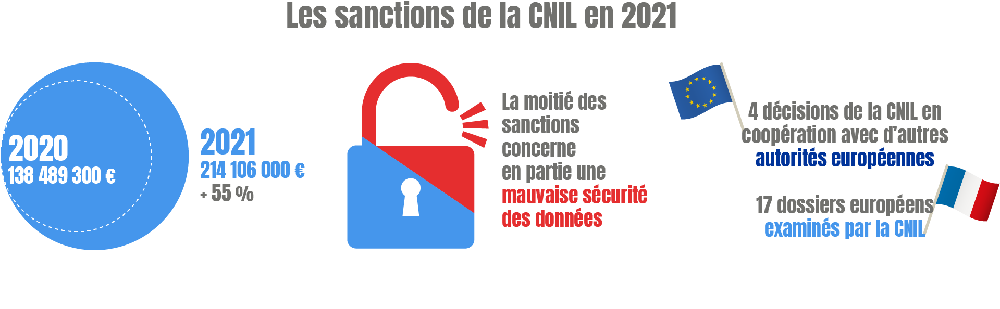 Les sanctions de la CNIL en 2021
2020
138 489 300 €
2021
214 106 000 €
+ 55 %
La moitié des
sanctions
concerne
en partie une
mauvaise sécurité
des données
4 décisions de la CNIL en
coopération avec d’autres
autorités européennes
17 dossiers européens
examinés par la CNIL